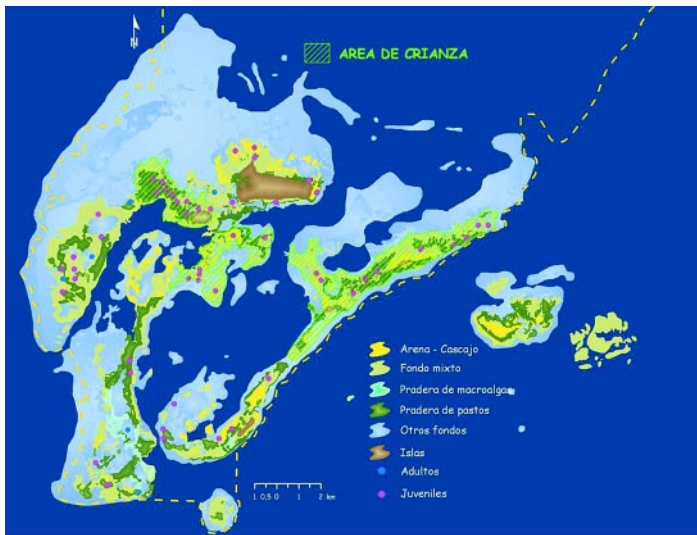 N
AREA DE CRIANZA
Arena - Cascajo
Fondo mixto
Pradera de macroalgas
Pradera de pastos
Otros fondos
Islas
Adultos
Juveniles
1 0,5 0 1 2 km